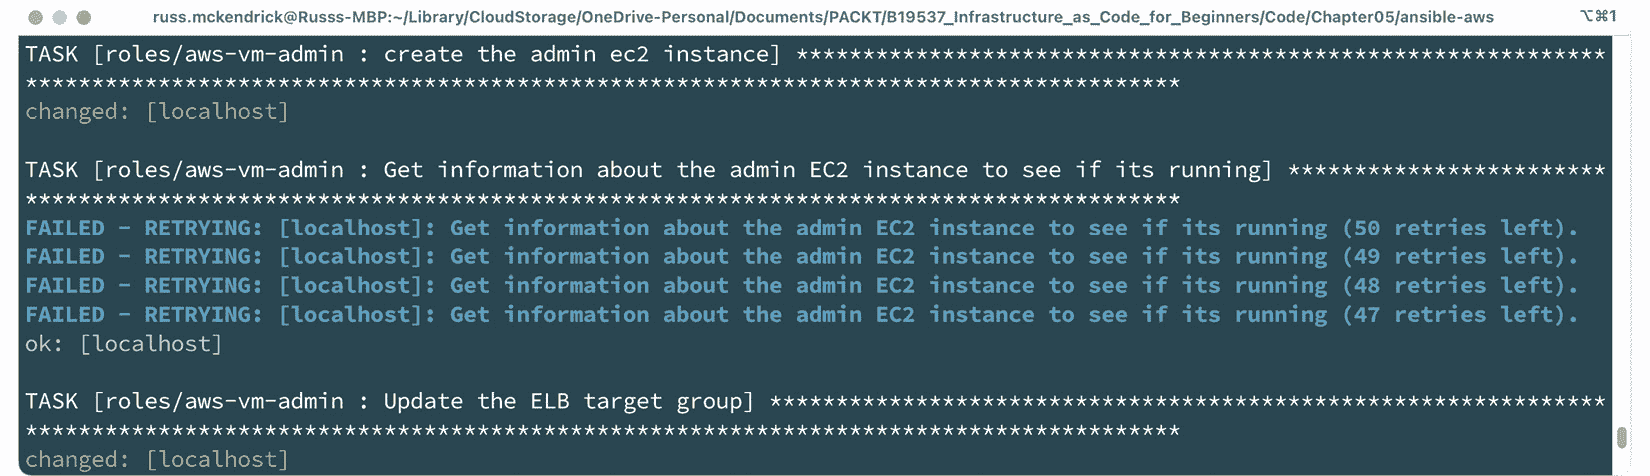 russ.mckendrick@Russs-MBP:~/Library/CloudStorage/OneDrive-Personal/Documents/PACKT/B19537_Infrastructure_as_Code_for_Beginners/Code/Chapter05/ansible-aws ⌥⌘1
TASK [roles/aws-vm-admin : create the admin ec2 instance] *************************************************************
***************************************************************************************
changed: [localhost]
TASK [roles/aws-vm-admin : Get information about the admin EC2 instance to see if its running] ************************
***************************************************************************************
FAILED - RETRYING: [localhost]: Get information about the admin EC2 instance to see if its running (50 retries left).
FAILED - RETRYING: [localhost]: Get information about the admin EC2 instance to see if its running (49 retries left).
FAILED - RETRYING: [localhost]: Get information about the admin EC2 instance to see if its running (48 retries left).
FAILED - RETRYING: [localhost]: Get information about the admin EC2 instance to see if its running (47 retries left).
ok: [localhost]
TASK [roles/aws-vm-admin : Update the ELB target group] ***************************************************************
***************************************************************************************
changed: [localhost]